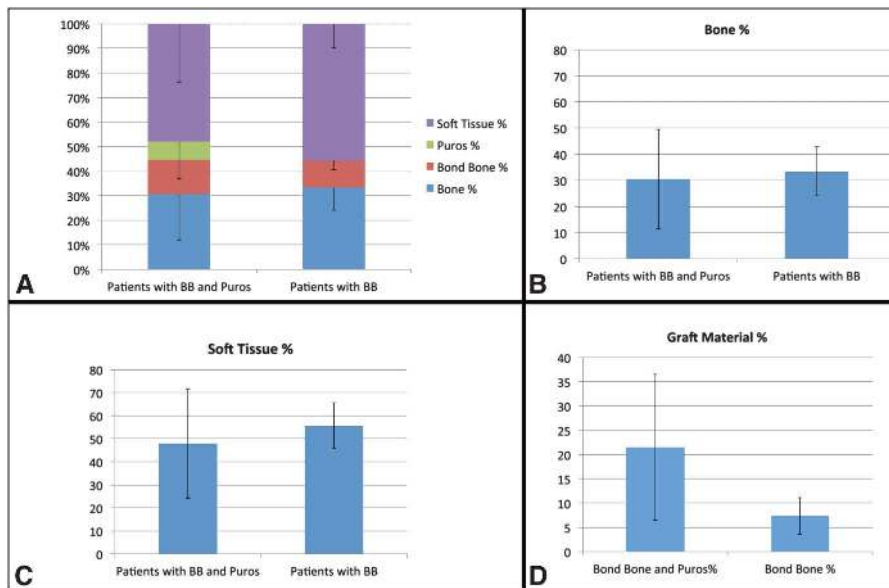 100%
90%
80%
70%
60%
50%
40%
30%
20%
10%
0%
Patients with BB and Puros
Patients with BB
Soft Tissue %
Puros %
Bond Bone %
Bone %
A
Bone %
80
70
60
50
40
30
20
10
0
Patients with BB and Puros
Patients with BB
B
Soft Tissue %
80
70
60
50
40
30
20
10
0
Patients with BB and Puros
Patients with BB
C
Graft Material %
40
35
30
25
20
15
10
5
0
Bond Bone and Puros%
Bond Bone %
D